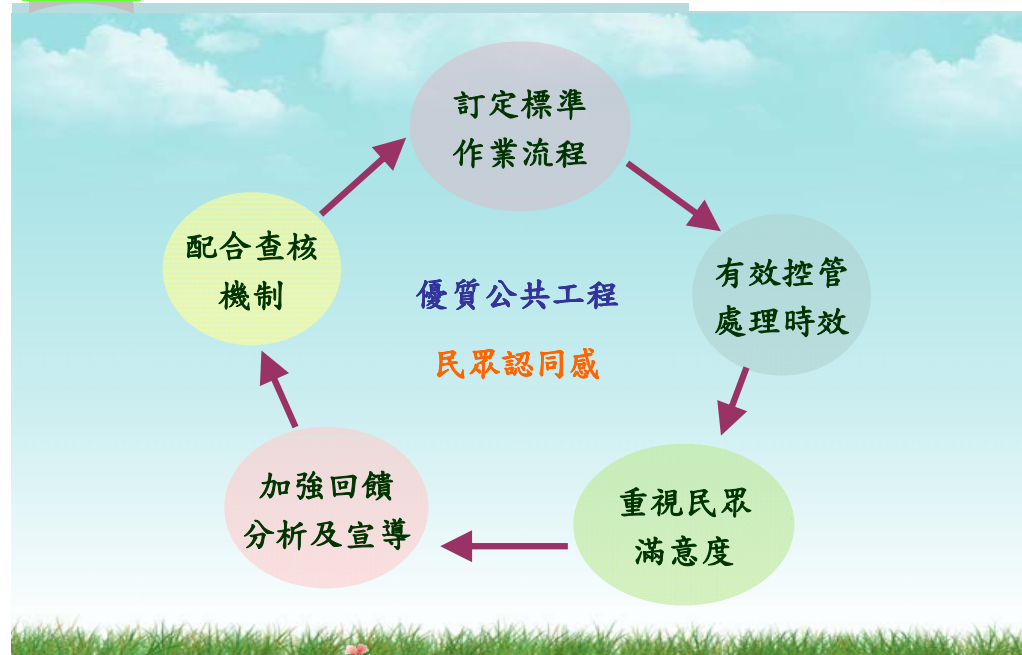 訂定標準
作業流程
有效控管
處理時效
重視民眾
滿意度
加強回饋
分析及宣導
配合查核
機制
優質公共工程
民眾認同感